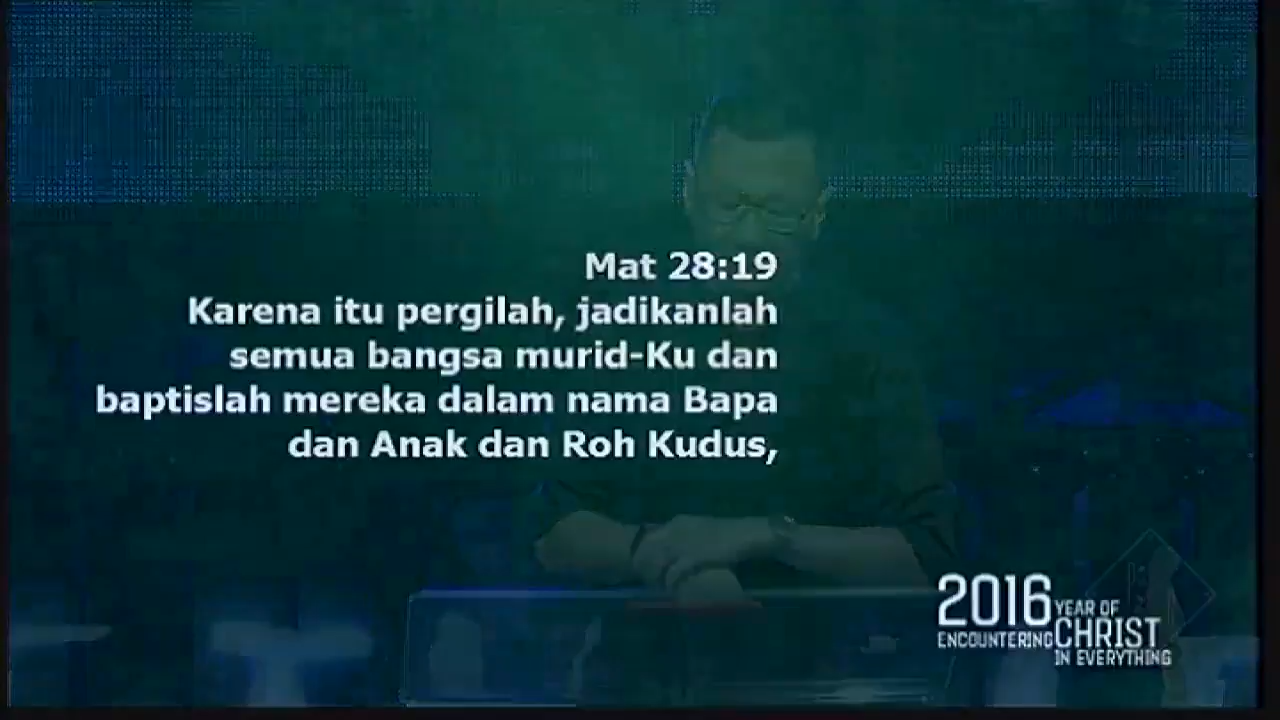 Mat 28:19
Karena itu pergilah, jadikanlah
semua bangsa murid-Ku dan
baptislah mereka dalam nama Bapa
dan Anak dan Roh Kudus,
2016 YEAR OF
ENCOUNTERING CHRIST
IN EVERYTHING